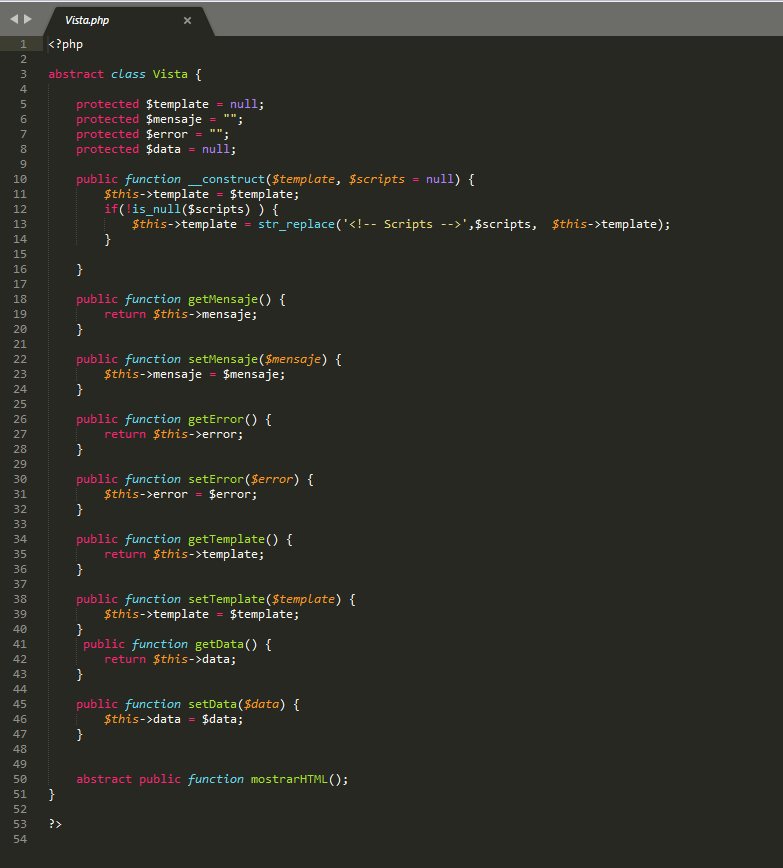 Vista.php ×
1 <?php
2
3 abstract class Vista {
4
5     protected $template = null;
6     protected $mensaje = "";
7     protected $error = "";
8     protected $data = null;
9
10     public function __construct($template, $scripts = null) {
11         $this->template = $template;
12         if(!is_null($scripts) ) {
13             $this->template = str_replace('<!-- Scripts -->',$scripts,  $this->template);
14         }
15
16     }
17
18     public function getMensaje() {
19         return $this->mensaje;
20     }
21
22     public function setMensaje($mensaje) {
23         $this->mensaje = $mensaje;
24     }
25
26     public function getError() {
27         return $this->error;
28     }
29
30     public function setError($error) {
31         $this->error = $error;
32     }
33
34     public function getTemplate() {
35         return $this->template;
36     }
37
38     public function setTemplate($template) {
39         $this->template = $template;
40     }
41      public function getData() {
42         return $this->data;
43     }
44
45     public function setData($data) {
46         $this->data = $data;
47     }
48
49
50     abstract public function mostrarHTML();
51 }
52
53 ?>
54